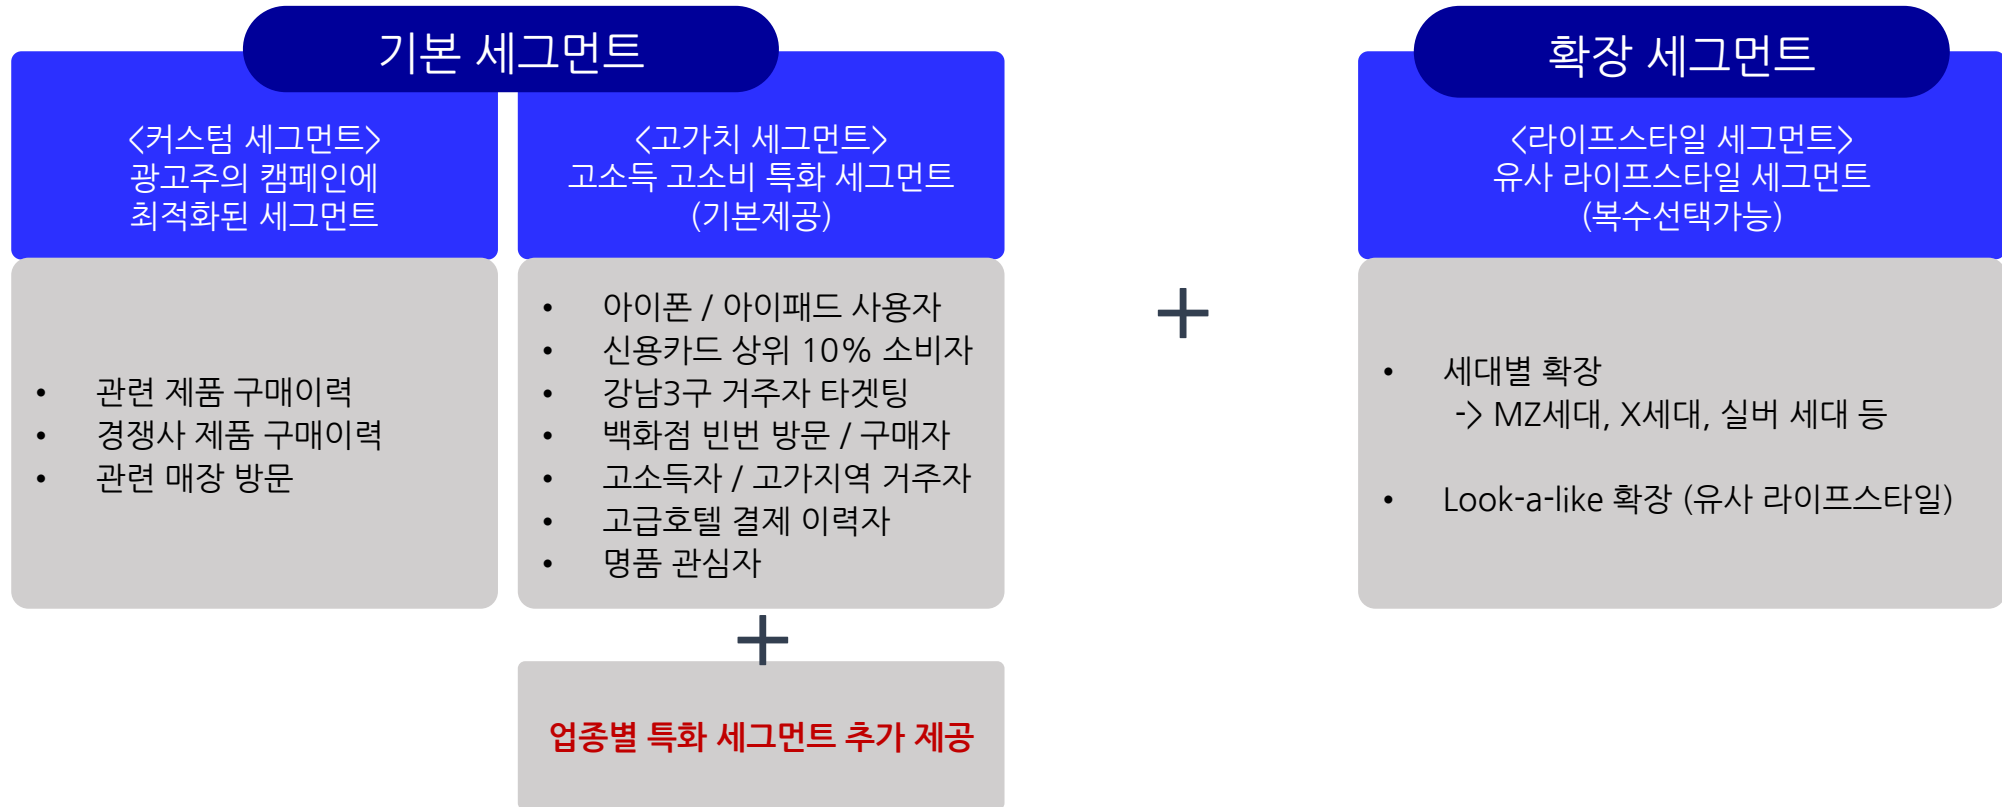 기본 세그먼트
<커스텀 세그먼트>
광고주의 캠페인에
최적화된 세그먼트
• 관련 제품 구매이력
• 경쟁사 제품 구매이력
• 관련 매장 방문
<고가치 세그먼트>
고소득 고소비 특화 세그먼트
(기본제공)
• 아이폰 / 아이패드 사용자
• 신용카드 상위 10% 소비자
• 강남3구 거주자 타겟팅
• 백화점 빈번 방문 / 구매자
• 고소득자 / 고가지역 거주자
• 고급호텔 결제 이력자
• 명품 관심자
+
업종별 특화 세그먼트 추가 제공
+
확장 세그먼트
<라이프스타일 세그먼트>
유사 라이프스타일 세그먼트
(복수선택가능)
• 세대별 확장
-> MZ세대, X세대, 실버 세대 등
• Look-a-like 확장 (유사 라이프스타일)